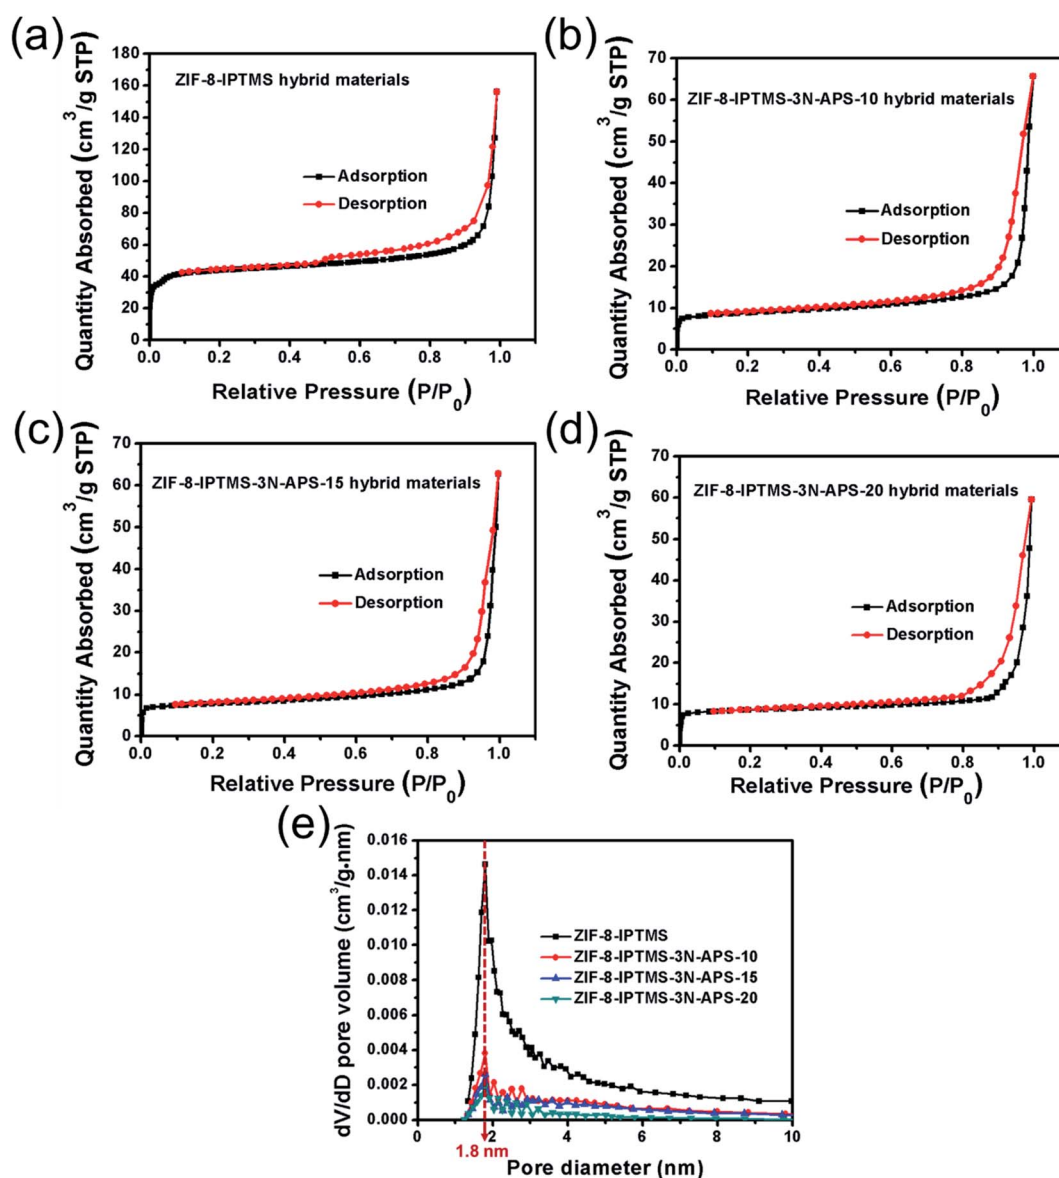 (a)
Quantity Absorbed (cm³/g STP)
180
160
140
120
100
80
60
40
20
0
ZIF-8-IPTMS hybrid materials
Adsorption
Desorption
0.0 0.2 0.4 0.6 0.8 1.0
Relative Pressure (P/P₀)
(b)
Quantity Absorbed (cm³/g STP)
70
60
50
40
30
20
10
0
ZIF-8-IPTMS-3N-APS-10 hybrid materials
Adsorption
Desorption
0.0 0.2 0.4 0.6 0.8 1.0
Relative Pressure (P/P₀)
(c)
Quantity Absorbed (cm³/g STP)
70
60
50
40
30
20
10
0
ZIF-8-IPTMS-3N-APS-15 hybrid materials
Adsorption
Desorption
0.0 0.2 0.4 0.6 0.8 1.0
Relative Pressure (P/P₀)
(d)
Quantity Absorbed (cm³/g STP)
70
60
50
40
30
20
10
0
ZIF-8-IPTMS-3N-APS-20 hybrid materials
Adsorption
Desorption
0.0 0.2 0.4 0.6 0.8 1.0
Relative Pressure (P/P₀)
(e)
dV/dD pore volume (cm³/g·nm)
0.016
0.014
0.012
0.010
0.008
0.006
0.004
0.002
0.000
ZIF-8-IPTMS
ZIF-8-IPTMS-3N-APS-10
ZIF-8-IPTMS-3N-APS-15
ZIF-8-IPTMS-3N-APS-20
0 2 4 6 8 10
1.8 nm
Pore diameter (nm)